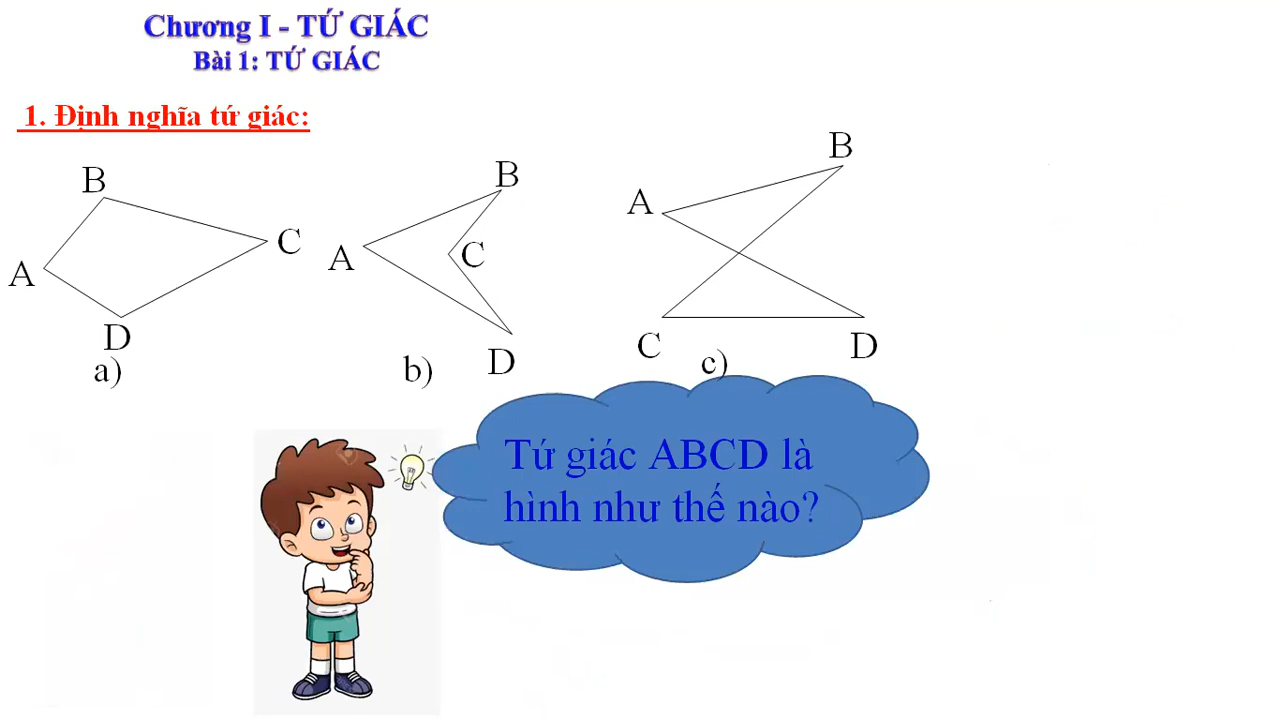 Chương I - TỨ GIÁC
Bài 1: TỨ GIÁC
1. Định nghĩa tứ giác:
B
A
C
D
a)
B
A
C
D
b)
B
A
C
D
c)
Tứ giác ABCD là
hình như thế nào?